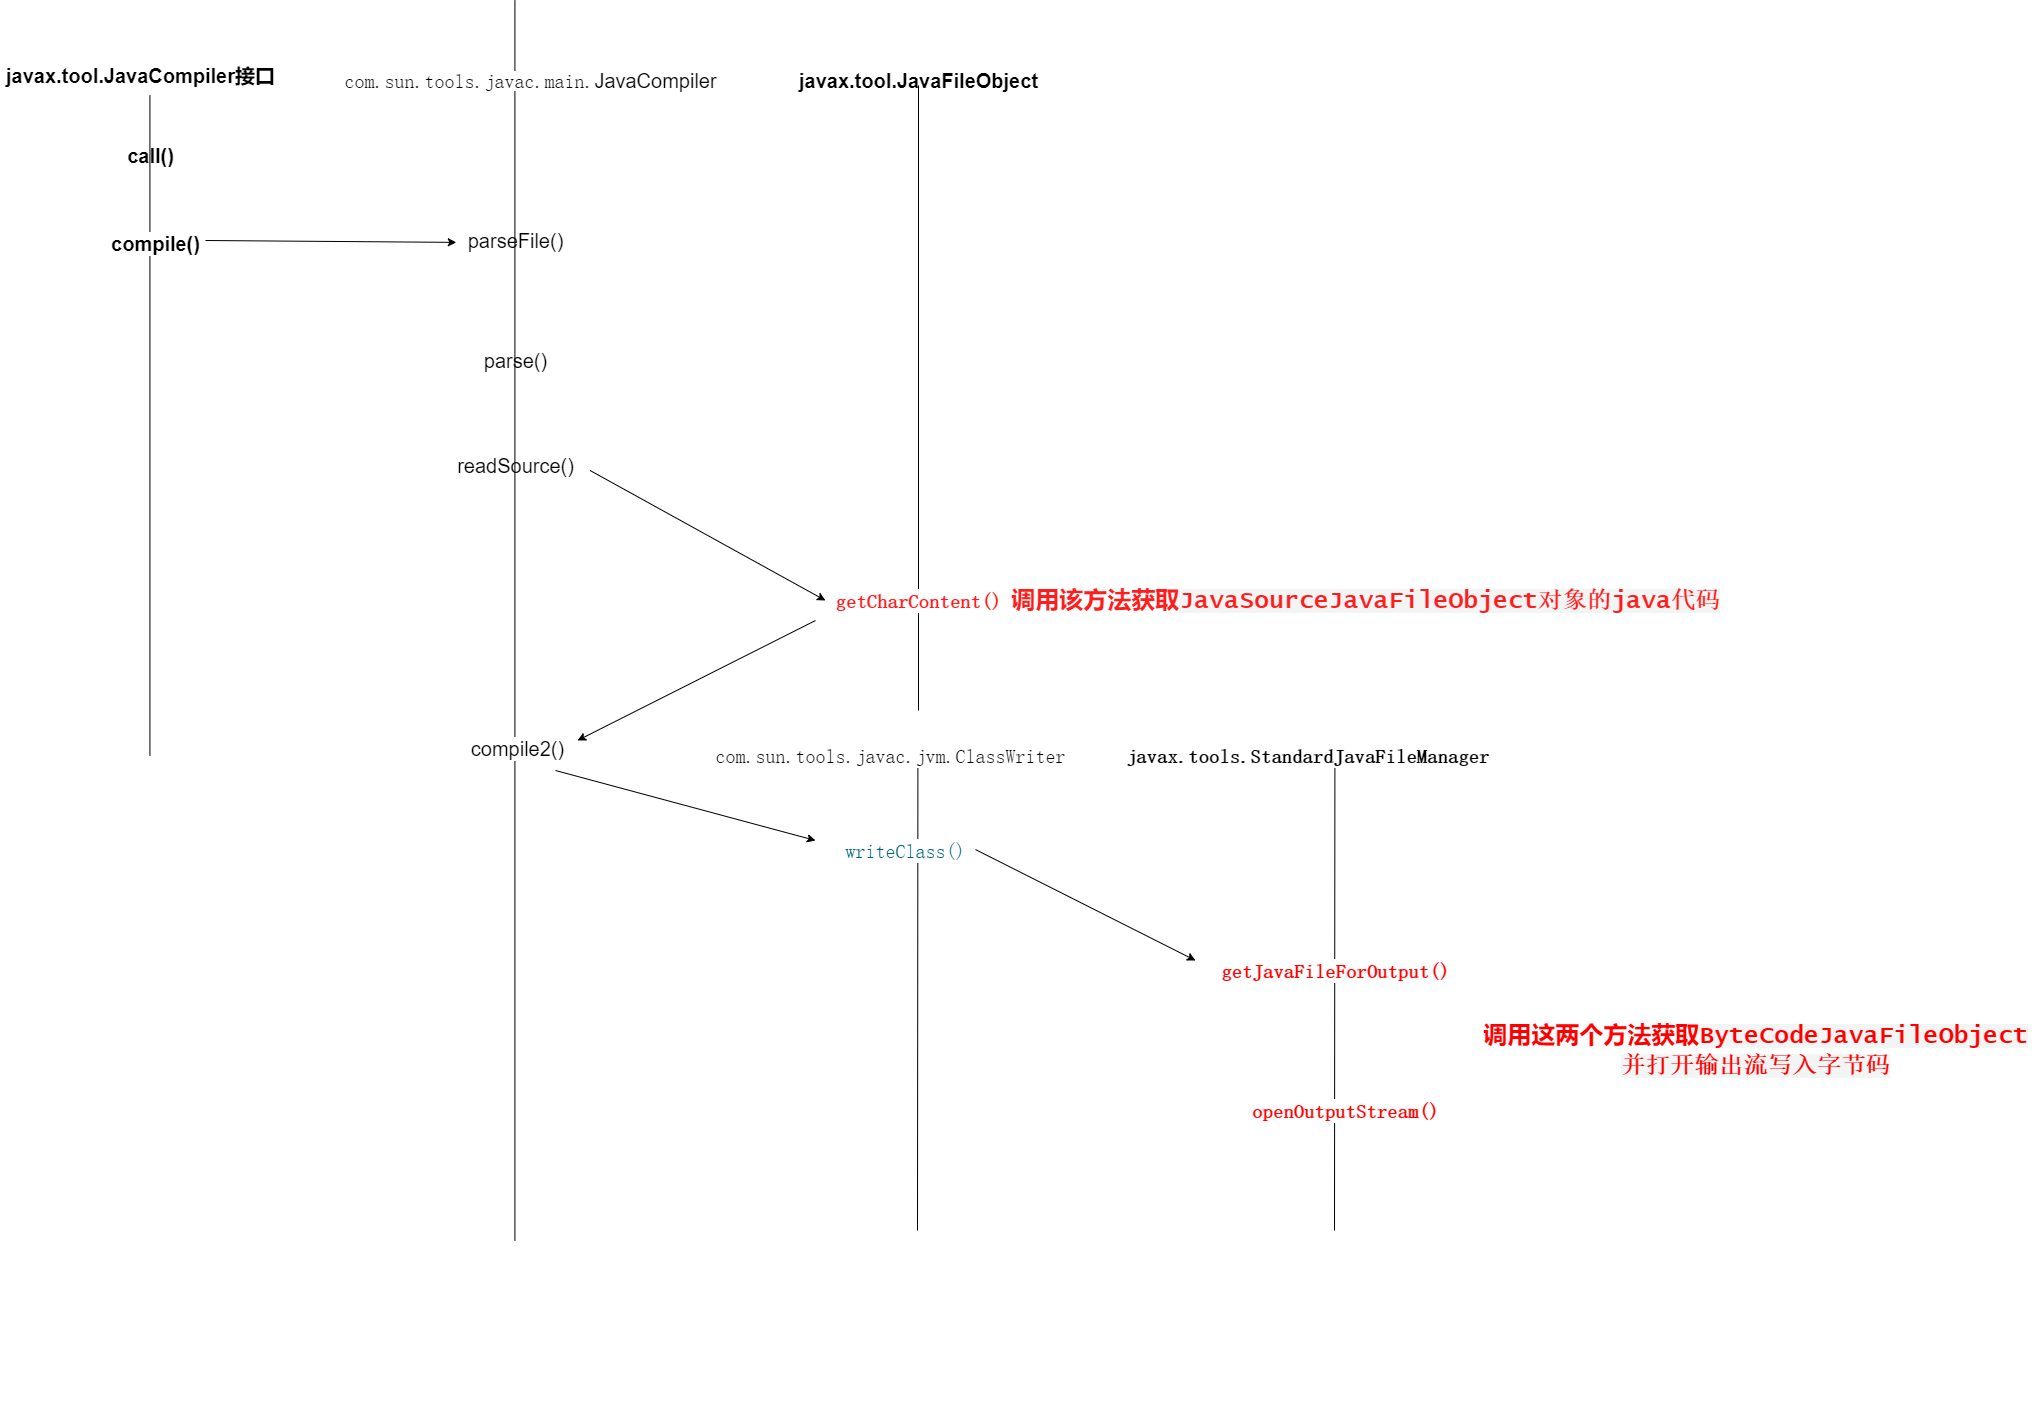 javax.tool.JavaCompiler接口
com.sun.tools.javac.main.JavaCompiler
javax.tool.JavaFileObject
call()
compile()
parseFile()
parse()
readSource()
getCharContent()
调用该方法获取JavaSourceJavaFileObject对象的java代码
compile2()
com.sun.tools.javac.jvm.ClassWriter
javax.tools.StandardJavaFileManager
writeClass()
getJavaFileForOutput()
调用这两个方法获取ByteCodeJavaFileObject
并打开输出流写入字节码
openOutputStream()